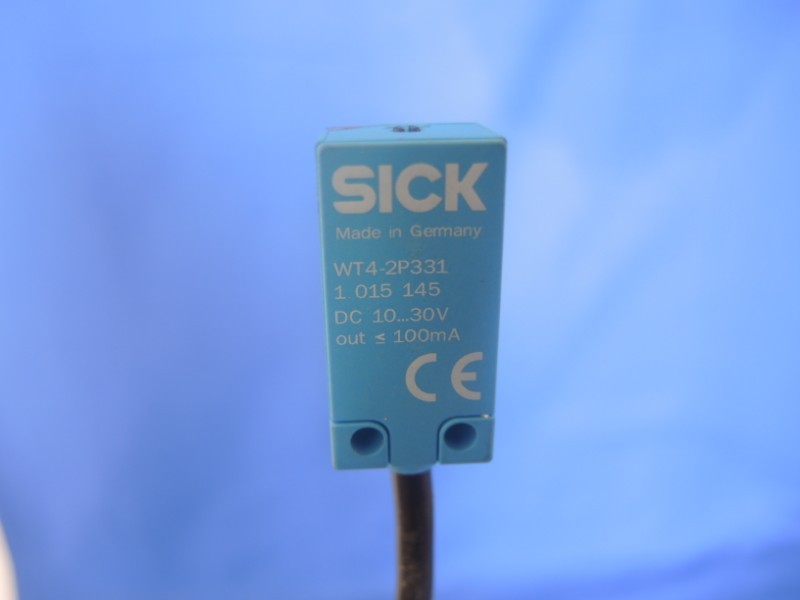 SICK
Made in Germany
WT4-2P331
1 015 145
DC 10...30V
out ≤ 100mA
CE